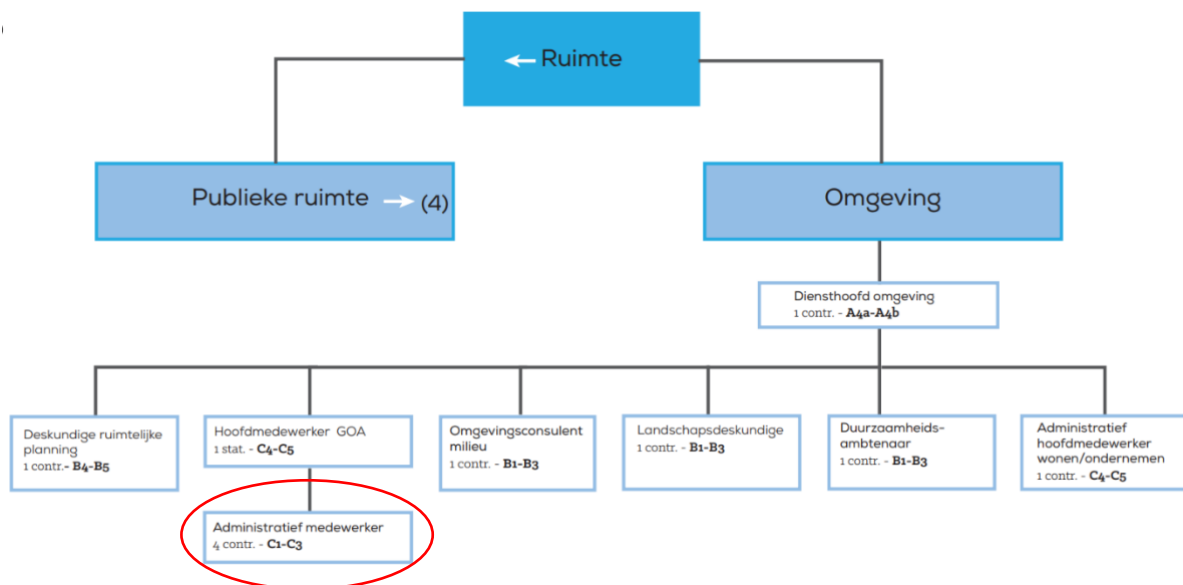 Ruimte
Publieke ruimte → (4)
Omgeving
Diensthoofd omgeving
1 contr. - A4a-A4b
Deskundige ruimtelijke
planning
1 contr.- B4-B5
Hoofdmedewerker GOA
1 stat. - C4-C5
Omgevingsconsulent
milieu
1 contr. - B1-B3
Landschapsdeskundige
1 contr. - B1-B3
Duurzaamheids-
ambtenaar
1 contr. - B1-B3
Administratief
hoofdmedewerker
wonen/ondernemen
1 contr. - C4-C5
Administratief medewerker
4 contr. - C1-C3